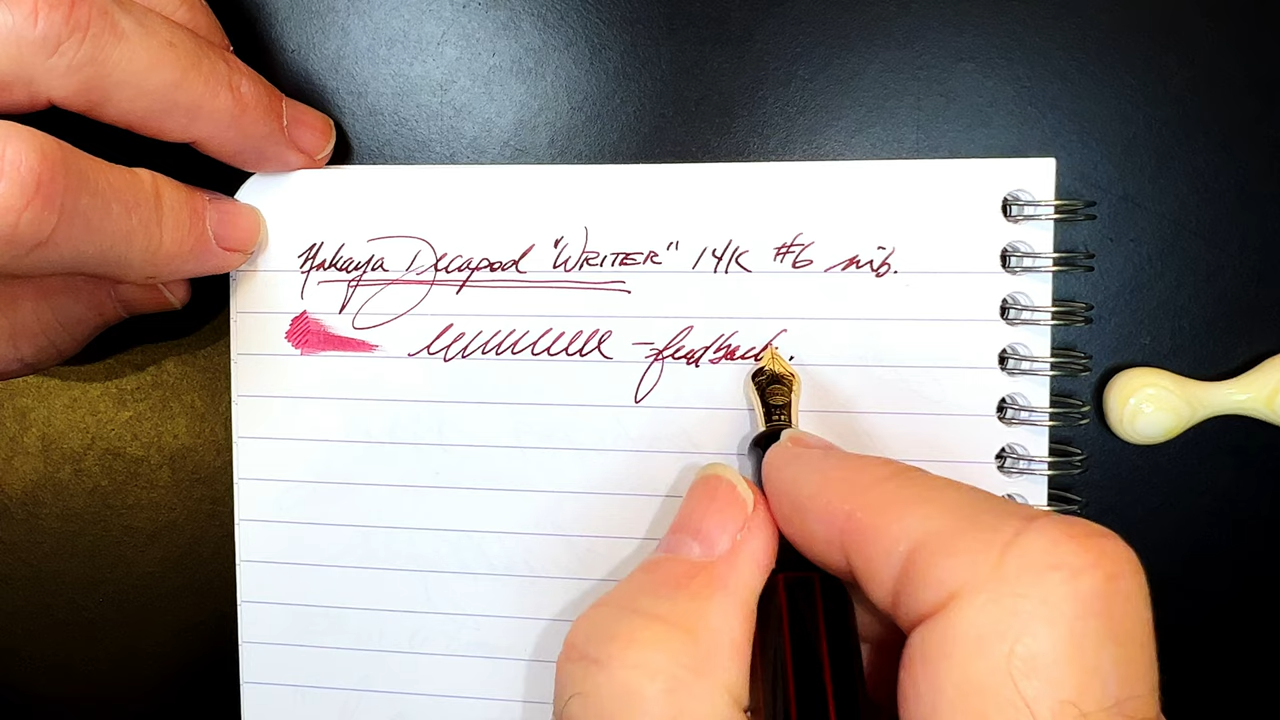 Hakaya Decapod "WRITER" 14K #6 nib.
- feedback.